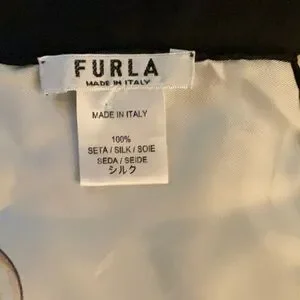 FURLA
MADE IN ITALY
MADE IN ITALY
100%
SETA / SILK / SOIE
SEDA / SEIDE
シルク